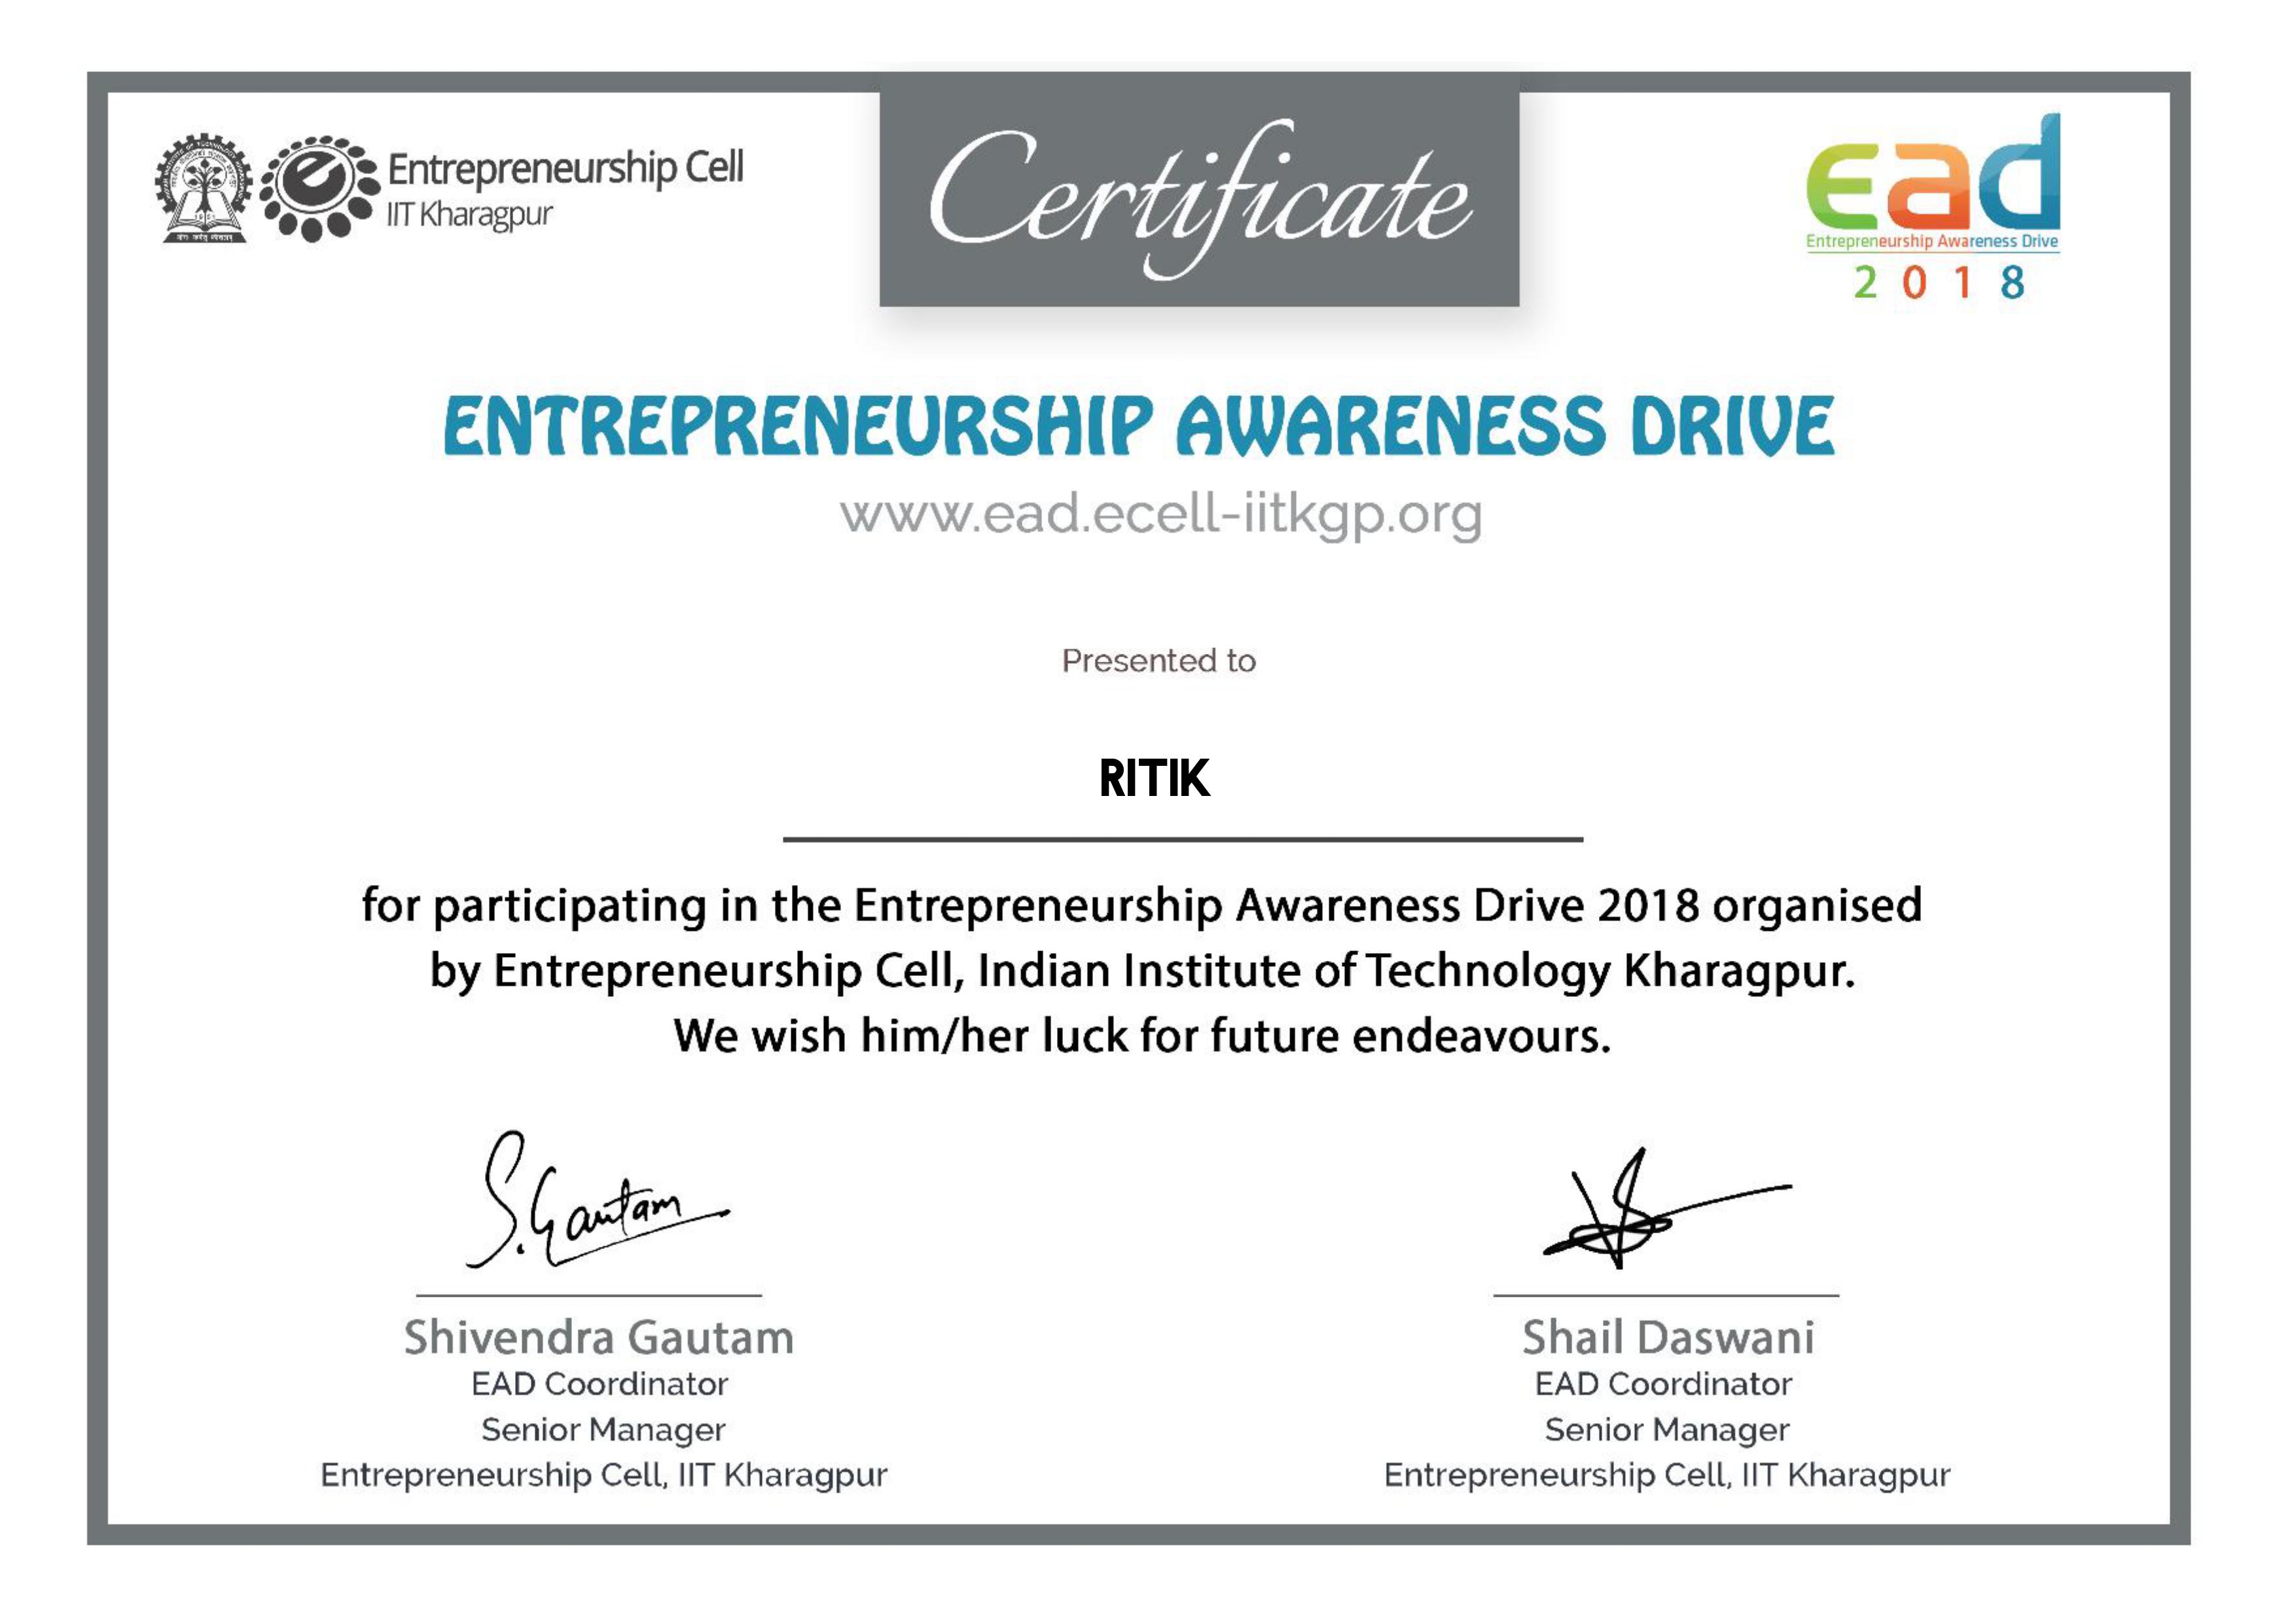 Entrepreneurship Cell
IIT Kharagpur
Certificate
ead
Entrepreneurship Awareness Drive
2 0 1 8
ENTREPRENEURSHIP AWARENESS DRIVE
www.ead.ecell-iitkgp.org
Presented to
RITIK
for participating in the Entrepreneurship Awareness Drive 2018 organised
by Entrepreneurship Cell, Indian Institute of Technology Kharagpur.
We wish him/her luck for future endeavours.
S.Gautam
Shivendra Gautam
EAD Coordinator
Senior Manager
Entrepreneurship Cell, IIT Kharagpur
Shail Daswani
EAD Coordinator
Senior Manager
Entrepreneurship Cell, IIT Kharagpur